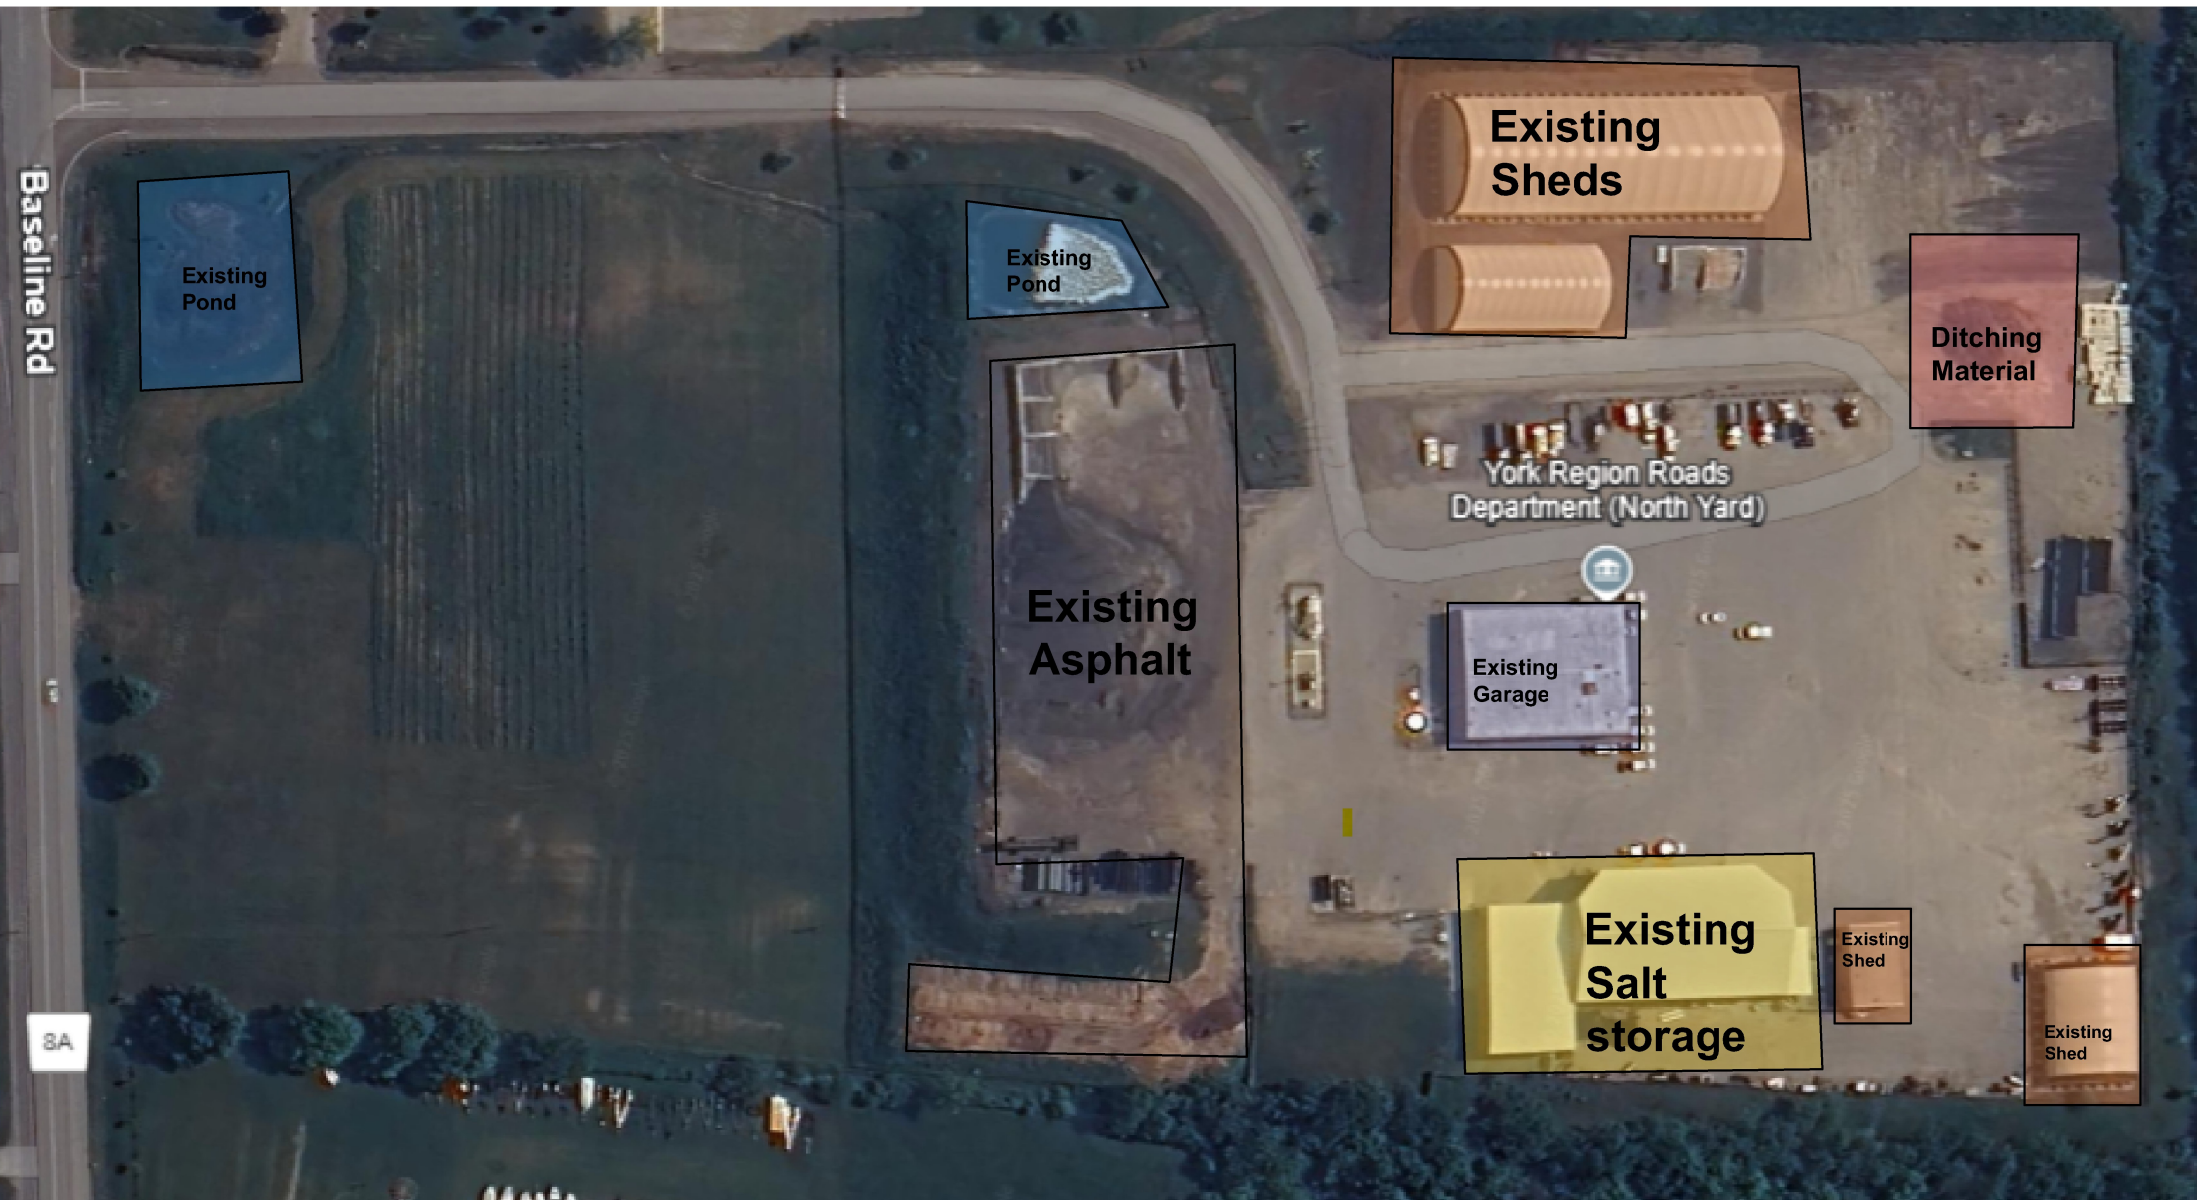 Existing
Sheds
Baseline Rd
Existing
Pond
Existing
Pond
Ditching
Material
York Region Roads
Department (North Yard)
Existing
Asphalt
Existing
Garage
Existing
Salt
storage
Existing
Shed
Existing
Shed
8A